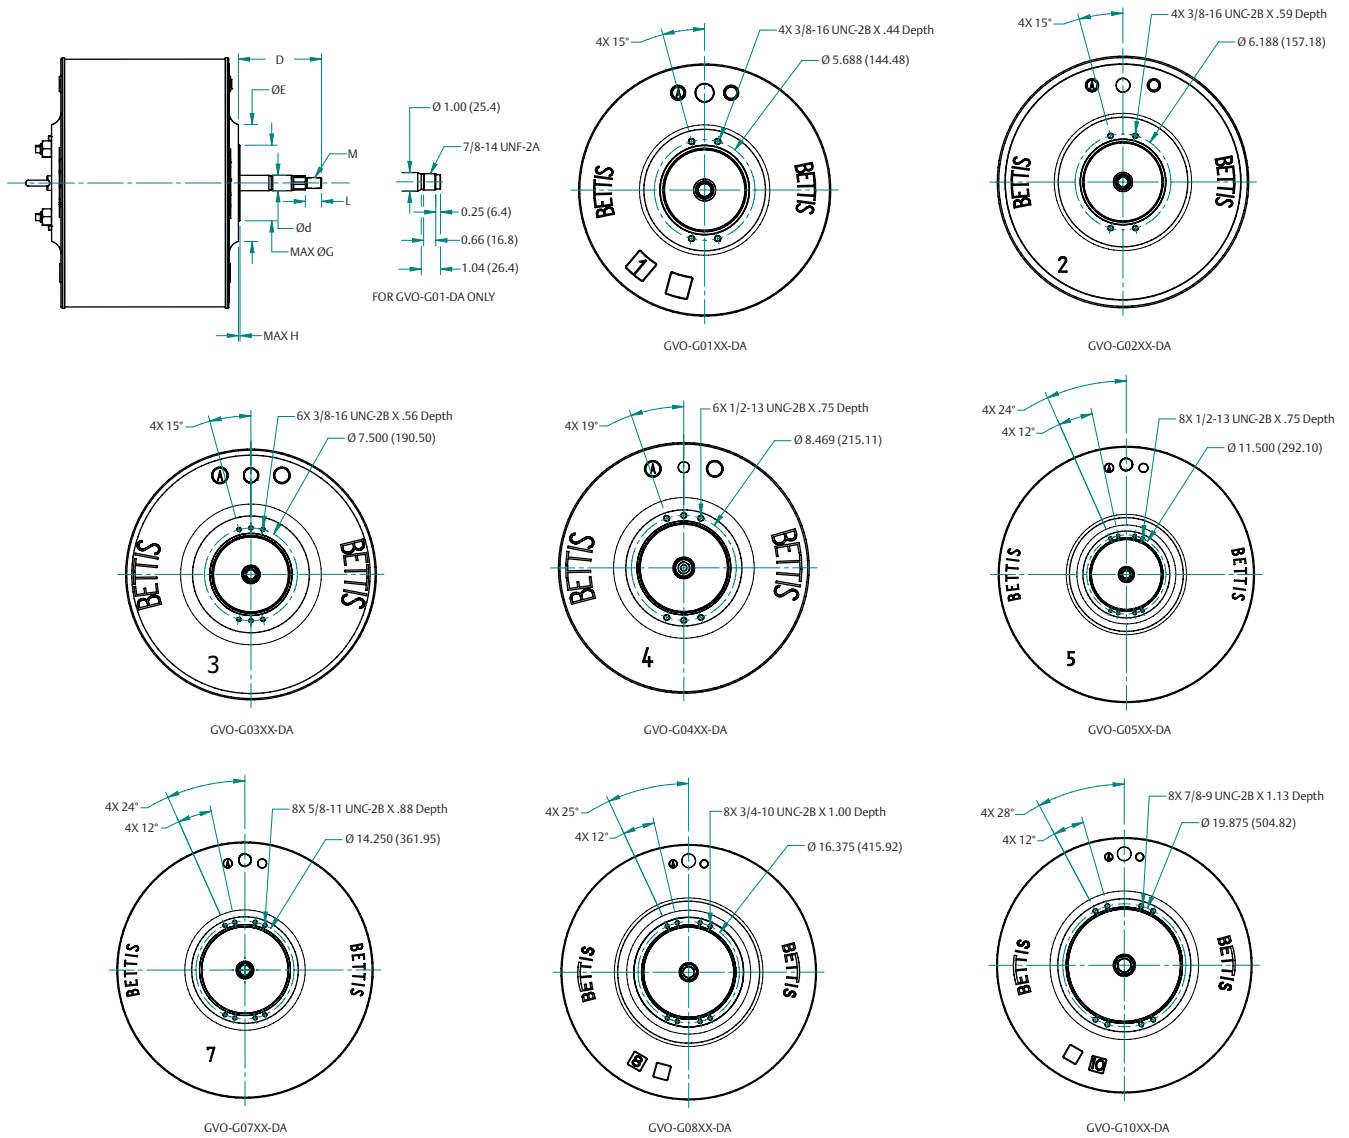 D
ØE
M
L
Ød
MAX ØG
MAX H
Ø 1.00 (25.4)
7/8-14 UNF-2A
0.25 (6.4)
0.66 (16.8)
1.04 (26.4)
FOR GVO-G01-DA ONLY
4X 15°
4X 3/8-16 UNC-2B X .44 Depth
Ø 5.688 (144.48)
A
BETTIS
BETTIS
1
GVO-G01XX-DA
4X 15°
4X 3/8-16 UNC-2B X .59 Depth
Ø 6.188 (157.18)
A
BETTIS
BETTIS
2
GVO-G02XX-DA
4X 15°
6X 3/8-16 UNC-2B X .56 Depth
Ø 7.500 (190.50)
A
BETTIS
BETTIS
3
GVO-G03XX-DA
4X 19°
6X 1/2-13 UNC-2B X .75 Depth
Ø 8.469 (215.11)
A
BETTIS
BETTIS
4
GVO-G04XX-DA
4X 24°
4X 12°
8X 1/2-13 UNC-2B X .75 Depth
Ø 11.500 (292.10)
A
BETTIS
BETTIS
5
GVO-G05XX-DA
4X 24°
4X 12°
8X 5/8-11 UNC-2B X .88 Depth
Ø 14.250 (361.95)
A
BETTIS
BETTIS
7
GVO-G07XX-DA
4X 25°
4X 12°
8X 3/4-10 UNC-2B X 1.00 Depth
Ø 16.375 (415.92)
A
BETTIS
BETTIS
8
GVO-G08XX-DA
4X 28°
4X 12°
8X 7/8-9 UNC-2B X 1.13 Depth
Ø 19.875 (504.82)
A
BETTIS
BETTIS
10
GVO-G10XX-DA